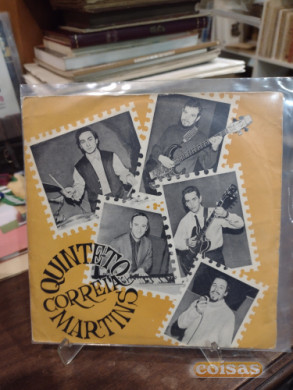 QUINTETO
CORREIA
MARTINS
coisas